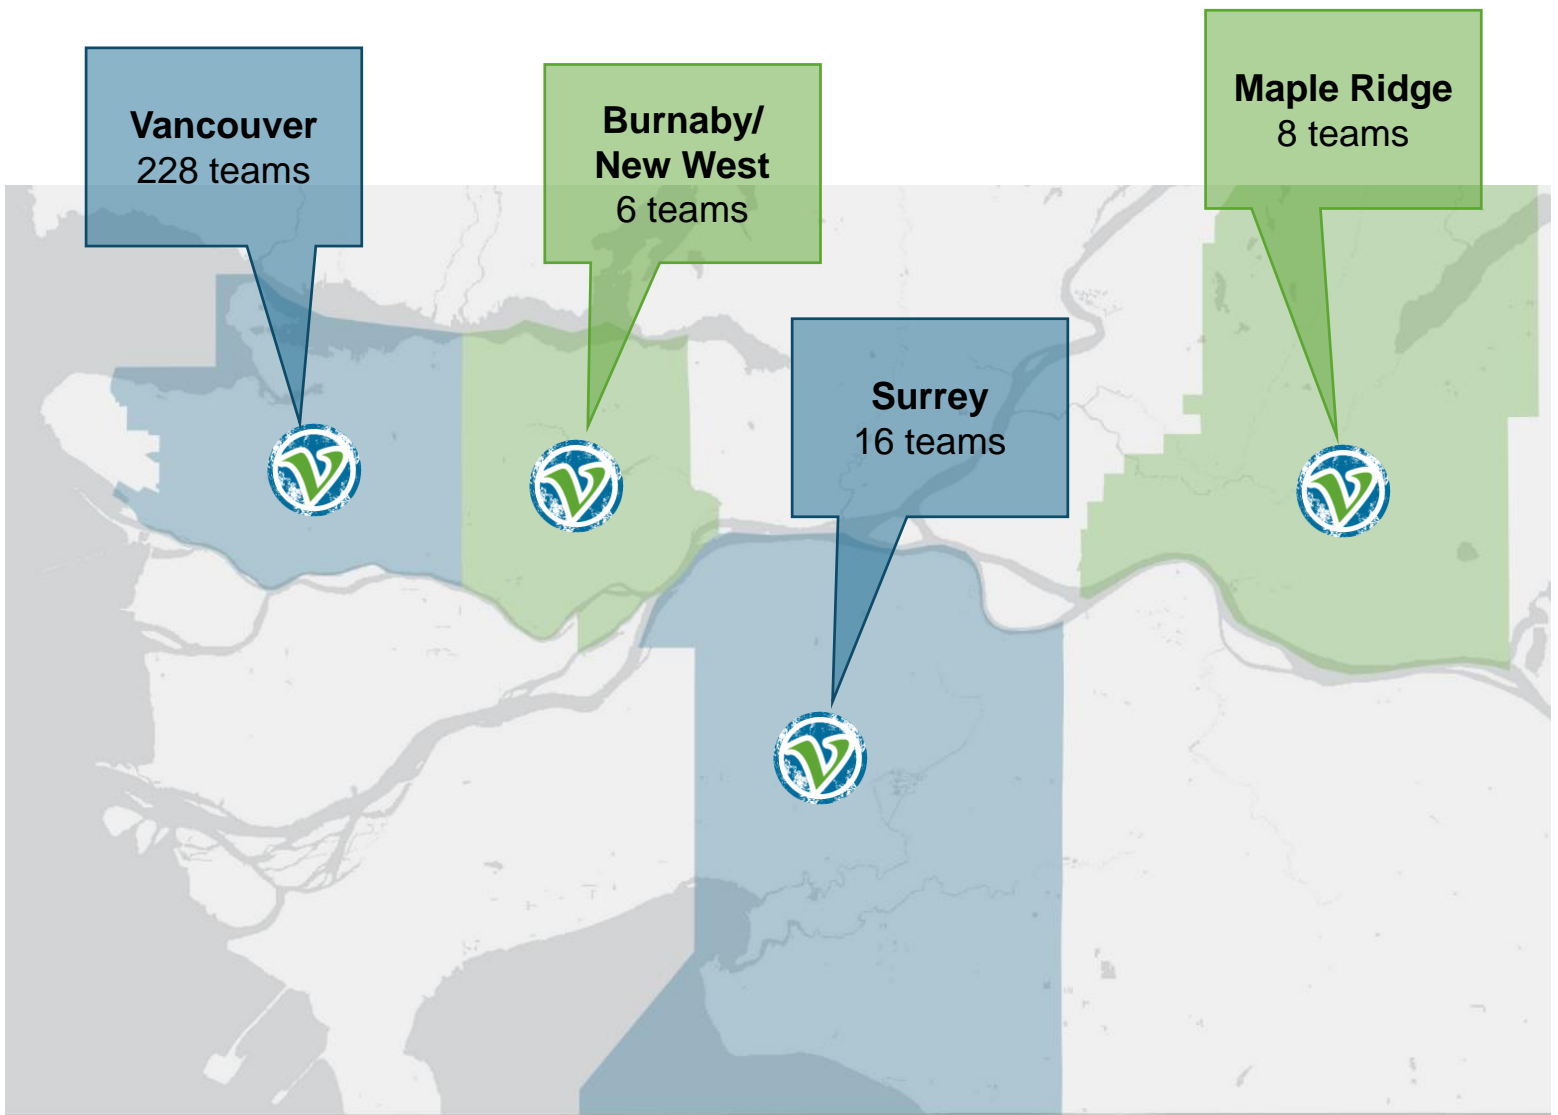 Vancouver
228 teams
Burnaby/
New West
6 teams
Maple Ridge
8 teams
Surrey
16 teams
V
V
V
V